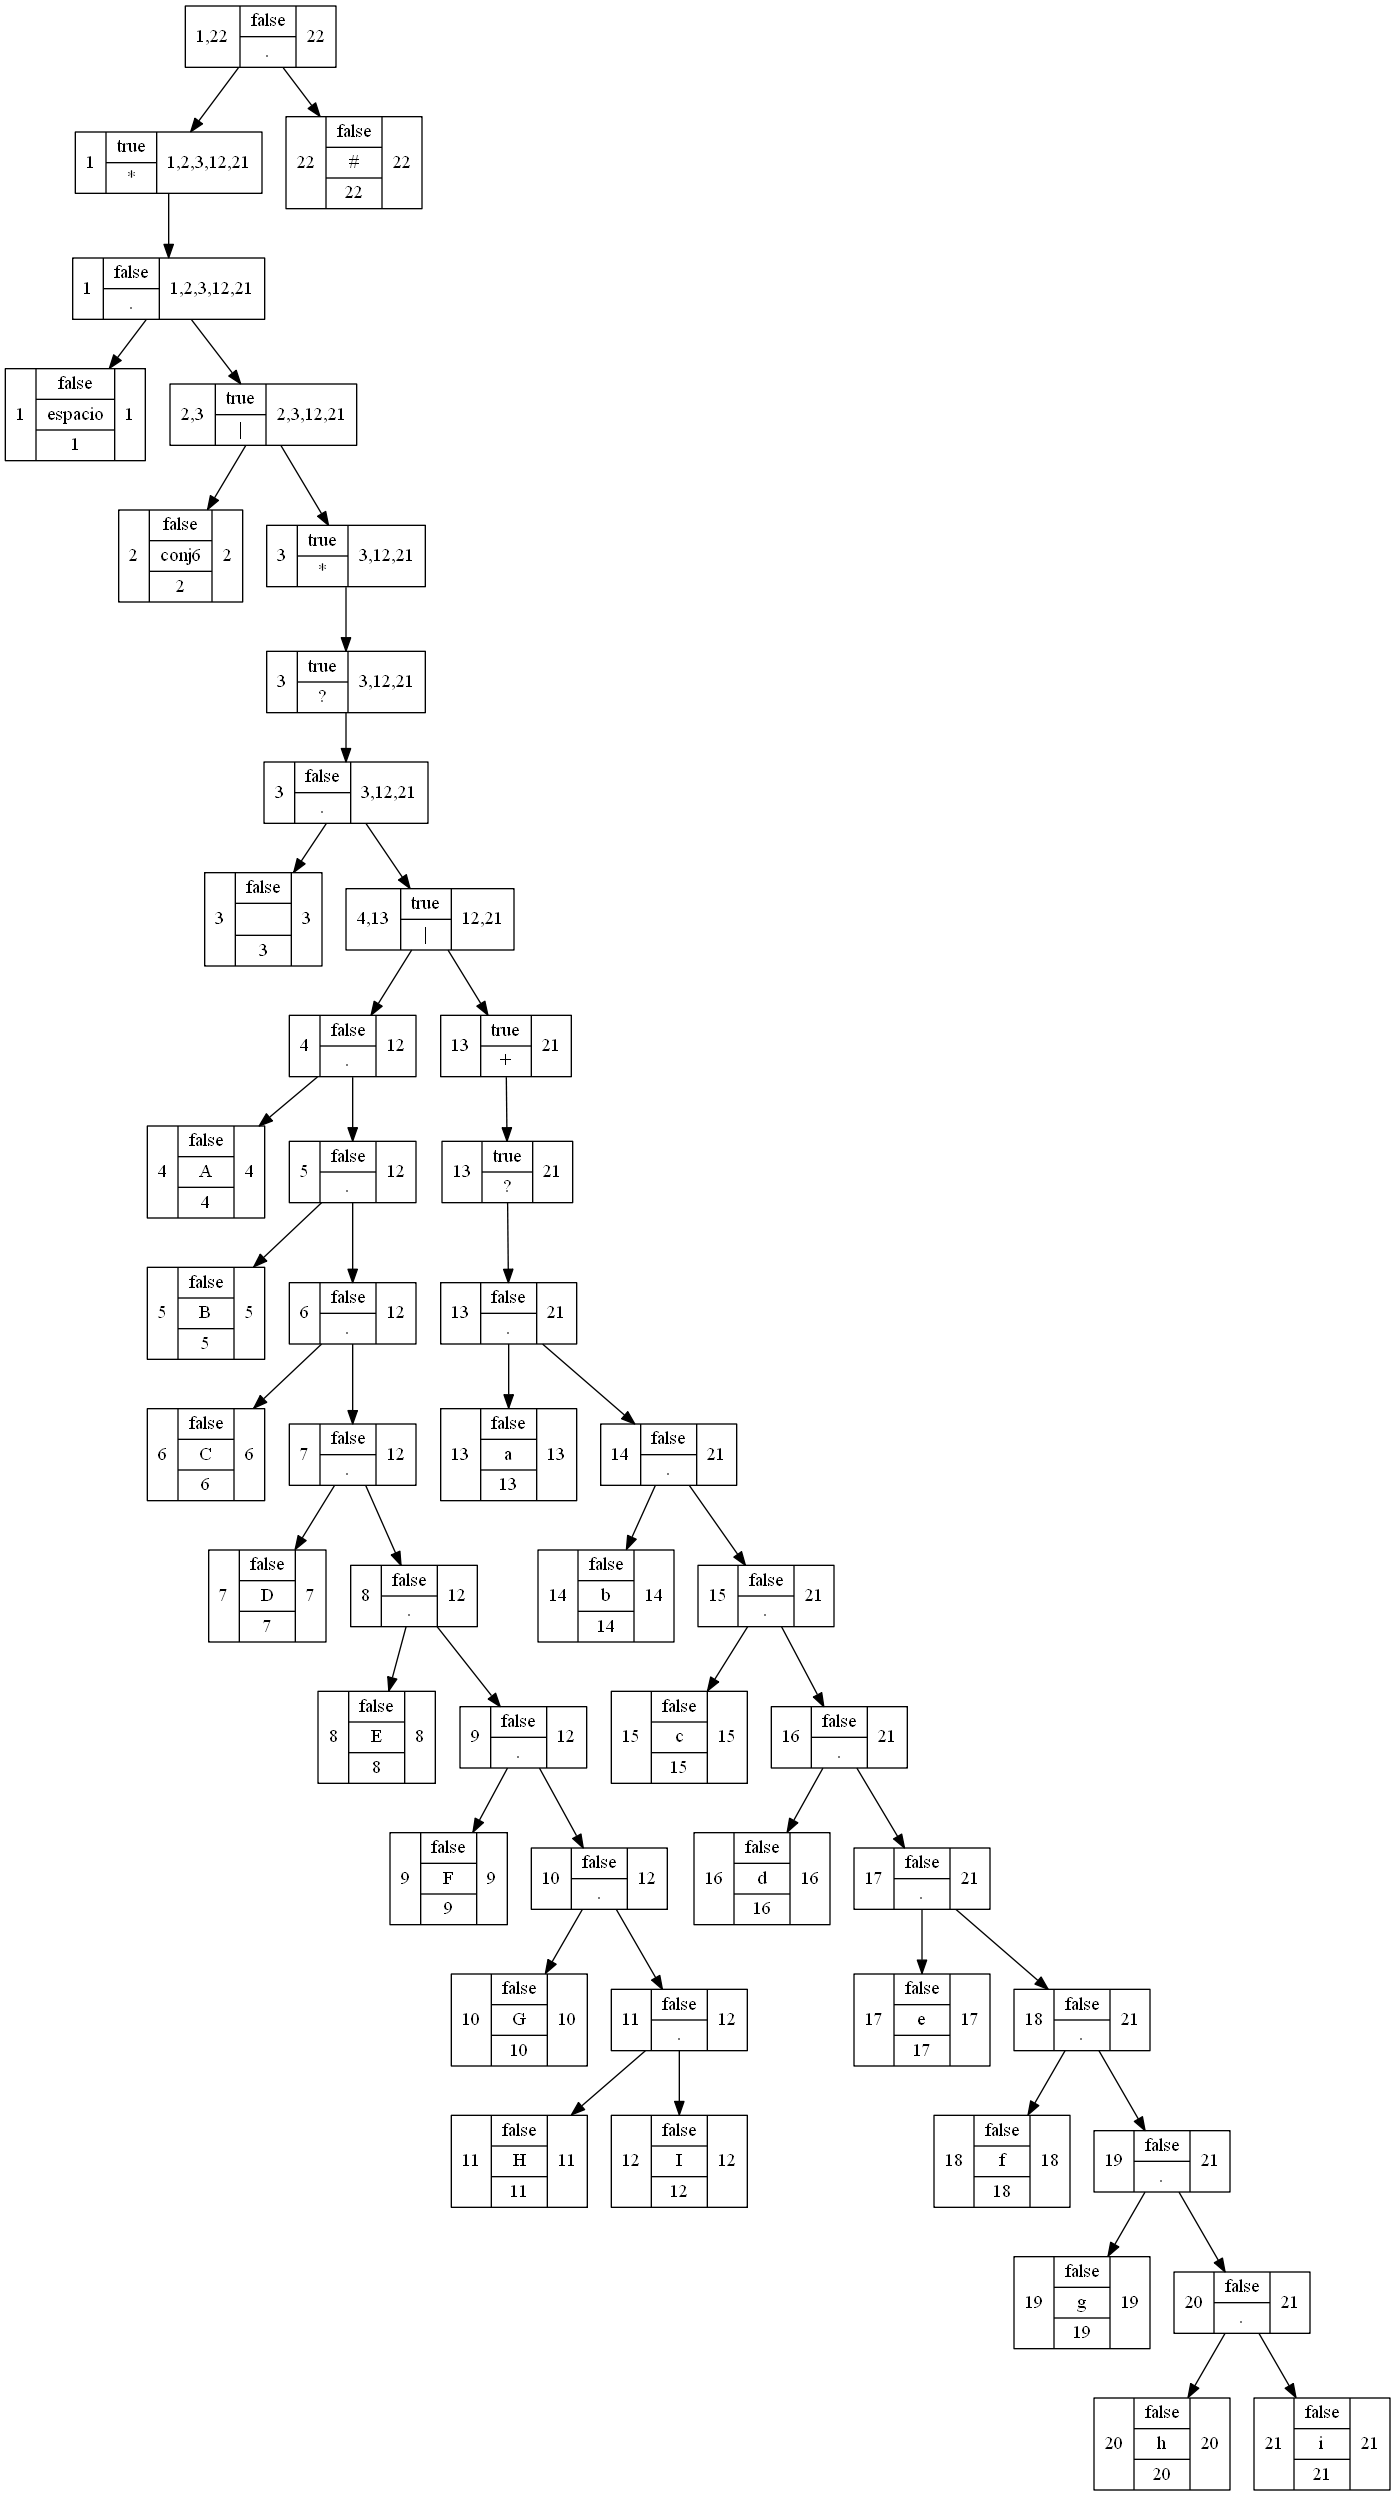 1,22 false . 22
1 true * 1,2,3,12,21
22 false # 22 22
1 false . 1,2,3,12,21
1 false espacio 1 1
2,3 true | 2,3,12,21
2 false conj6 2 2
3 true * 3,12,21
3 true ? 3,12,21
3 false . 3,12,21
3 false 3 3
4,13 true | 12,21
4 false . 12
13 true + 21
4 false A 4 4
5 false . 12
13 true ? 21
5 false B 5 5
6 false . 12
13 false . 21
6 false C 6 6
7 false . 12
13 false a 13 13
14 false . 21
7 false D 7 7
8 false . 12
14 false b 14 14
15 false . 21
8 false E 8 8
9 false . 12
15 false c 15 15
16 false . 21
9 false F 9 9
10 false . 12
16 false d 16 16
17 false . 21
10 false G 10 10
11 false . 12
17 false e 17 17
18 false . 21
11 false H 11 11
12 false I 12 12
18 false f 18 18
19 false . 21
19 false g 19 19
20 false . 21
20 false h 20 20
21 false i 21 21